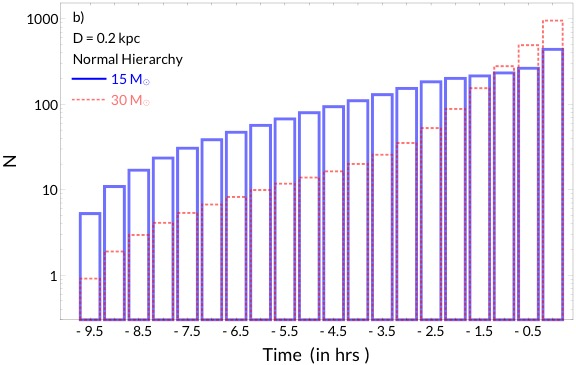 b)
D = 0.2 kpc
Normal Hierarchy
15 M☉
30 M☉
1000
100
10
1
N
- 9.5 - 8.5 - 7.5 - 6.5 - 5.5 - 4.5 - 3.5 - 2.5 - 1.5 - 0.5
Time (in hrs )